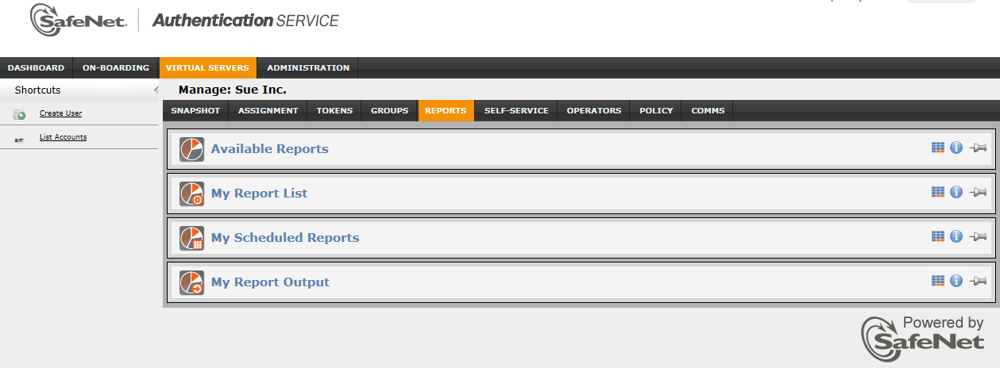 SafeNet. Authentication SERVICE
DASHBOARD ON-BOARDING VIRTUAL SERVERS ADMINISTRATION
Shortcuts
Manage: Sue Inc.
Create User
List Accounts
SNAPSHOT ASSIGNMENT TOKENS GROUPS REPORTS SELF-SERVICE OPERATORS POLICY COMMS
Available Reports
My Report List
My Scheduled Reports
My Report Output
Powered by
SafeNet